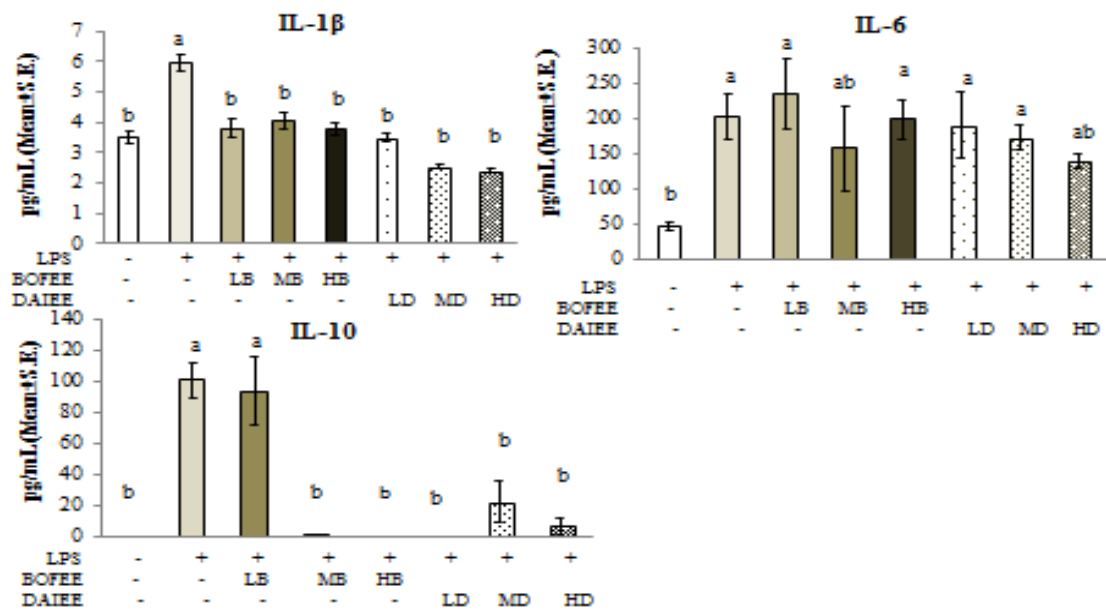 IL-1β
pg/mL (Mean±S.E.)
7
6
5
4
3
2
1
0
b a b b b b b b
LPS - + + + + + + +
BOFEE - - LB MB HB - - -
DAIEE - - - - - LD MD HD
IL-6
pg/mL (Mean±S.E.)
300
250
200
150
100
50
0
b a a ab a a a ab
LPS - + + + + + + +
BOFEE - - LB MB HB - - -
DAIEE - - - - - LD MD HD
IL-10
pg/mL (Mean±S.E.)
140
120
100
80
60
40
20
0
b a a b b b b b
LPS - + + + + + + +
BOFEE - - LB MB HB - - -
DAIEE - - - - - LD MD HD